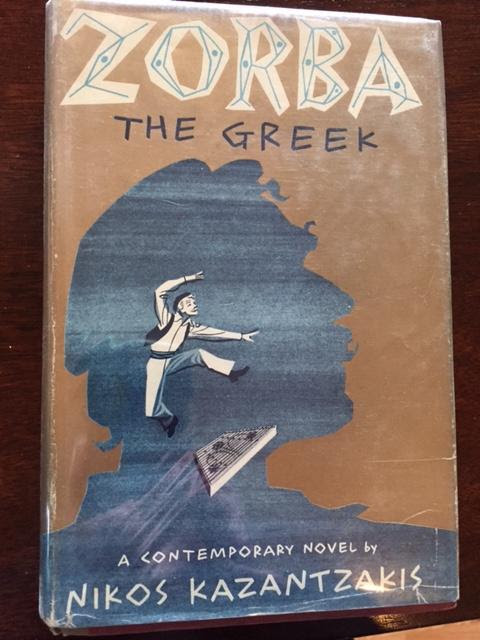 ZORBA
THE GREEK
A CONTEMPORARY NOVEL by
NIKOS KAZANTZAKIS